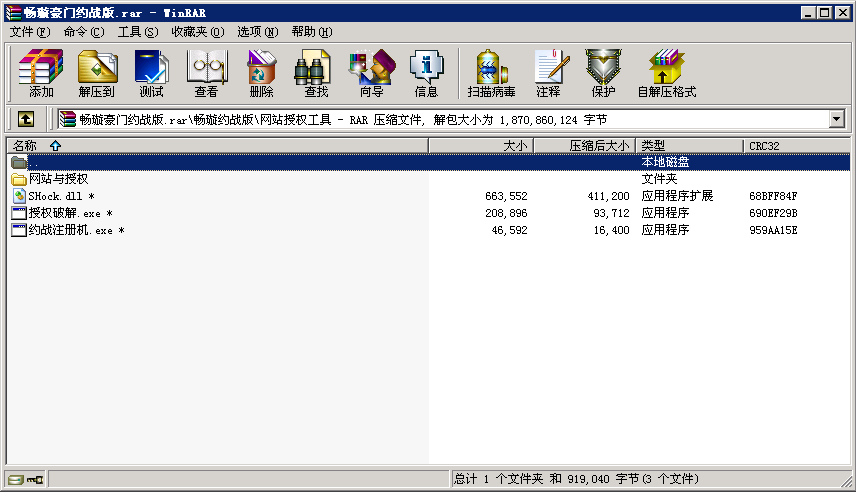 畅璇豪门约战版.rar - WinRAR
文件(F) 命令(C) 工具(S) 收藏夹(O) 选项(N) 帮助(H)
添加 解压到 测试 查看 删除 查找 向导 信息 扫描病毒 注释 保护 自解压格式
畅璇豪门约战版.rar\畅璇约战版\网站授权工具 - RAR 压缩文件, 解包大小为 1,870,860,124 字节
名称 大小 压缩后大小 类型 CRC32
.. 本地磁盘
网站与授权 文件夹
SHock.dll * 663,552 411,200 应用程序扩展 68BFF84F
授权破解.exe * 208,896 93,712 应用程序 690EF29B
约战注册机.exe * 46,592 16,400 应用程序 959AA15E
总计 1 个文件夹 和 919,040 字节(3 个文件)